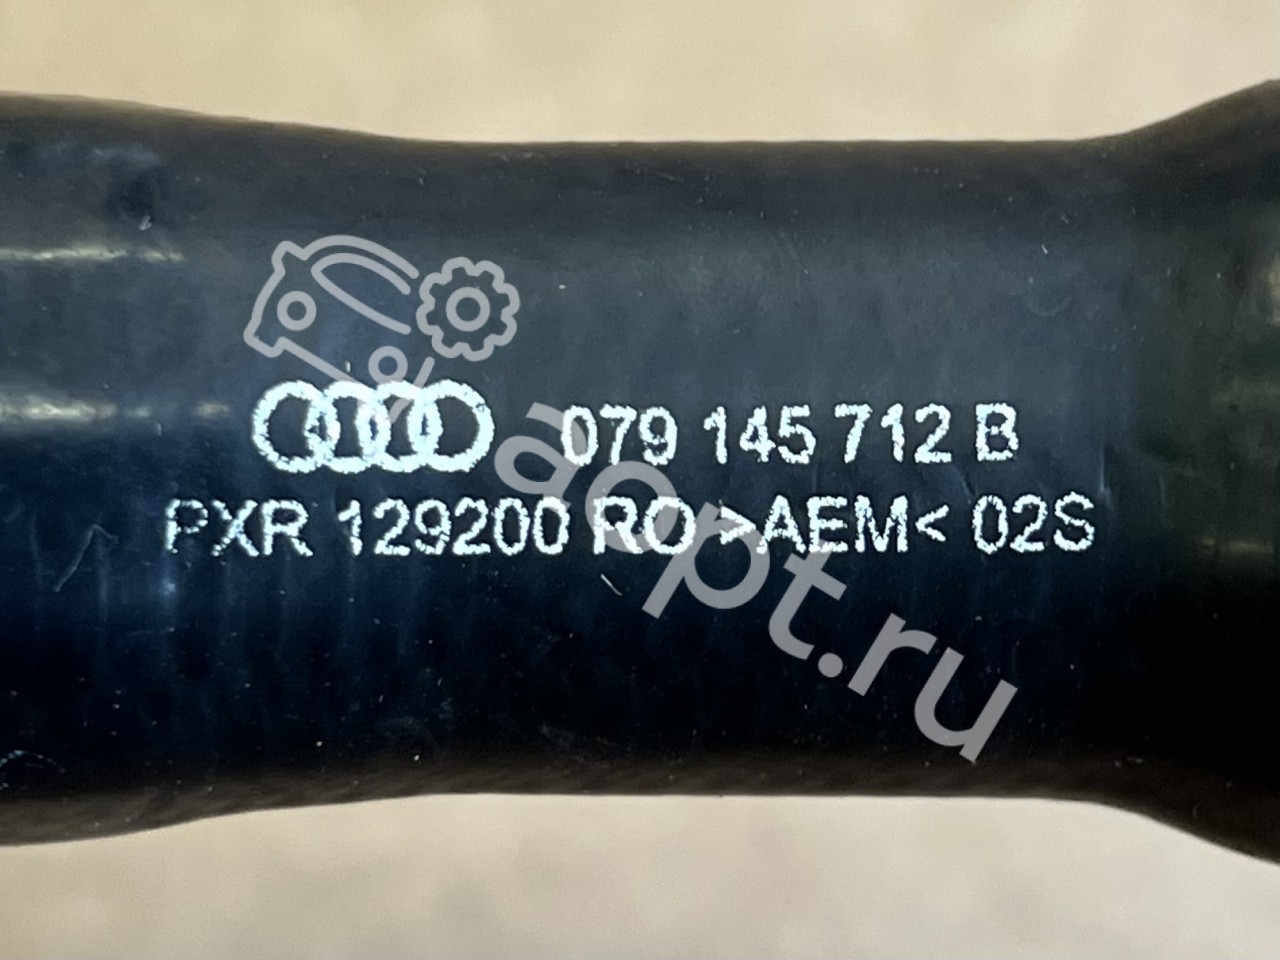 079 145 712 B
PXR 129200 RO >AEM< 02S
aopt.ru